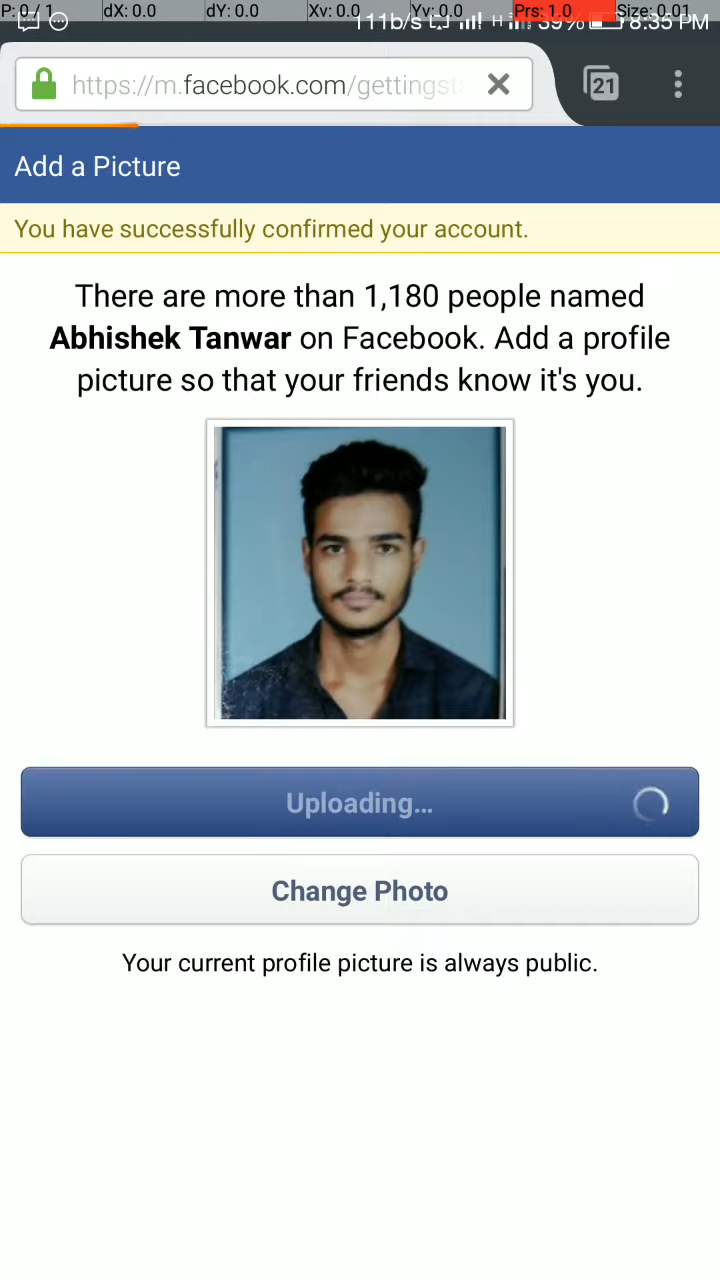 P: 0 / 1 dX: 0.0 dY: 0.0 Xv: 0.0 Yv: 0.0 Prs: 1.0 Size: 0.01
111b/s H 39% 8:35 PM
https://m.facebook.com/gettingst 21
Add a Picture
You have successfully confirmed your account.
There are more than 1,180 people named
Abhishek Tanwar on Facebook. Add a profile
picture so that your friends know it's you.
Uploading...
Change Photo
Your current profile picture is always public.